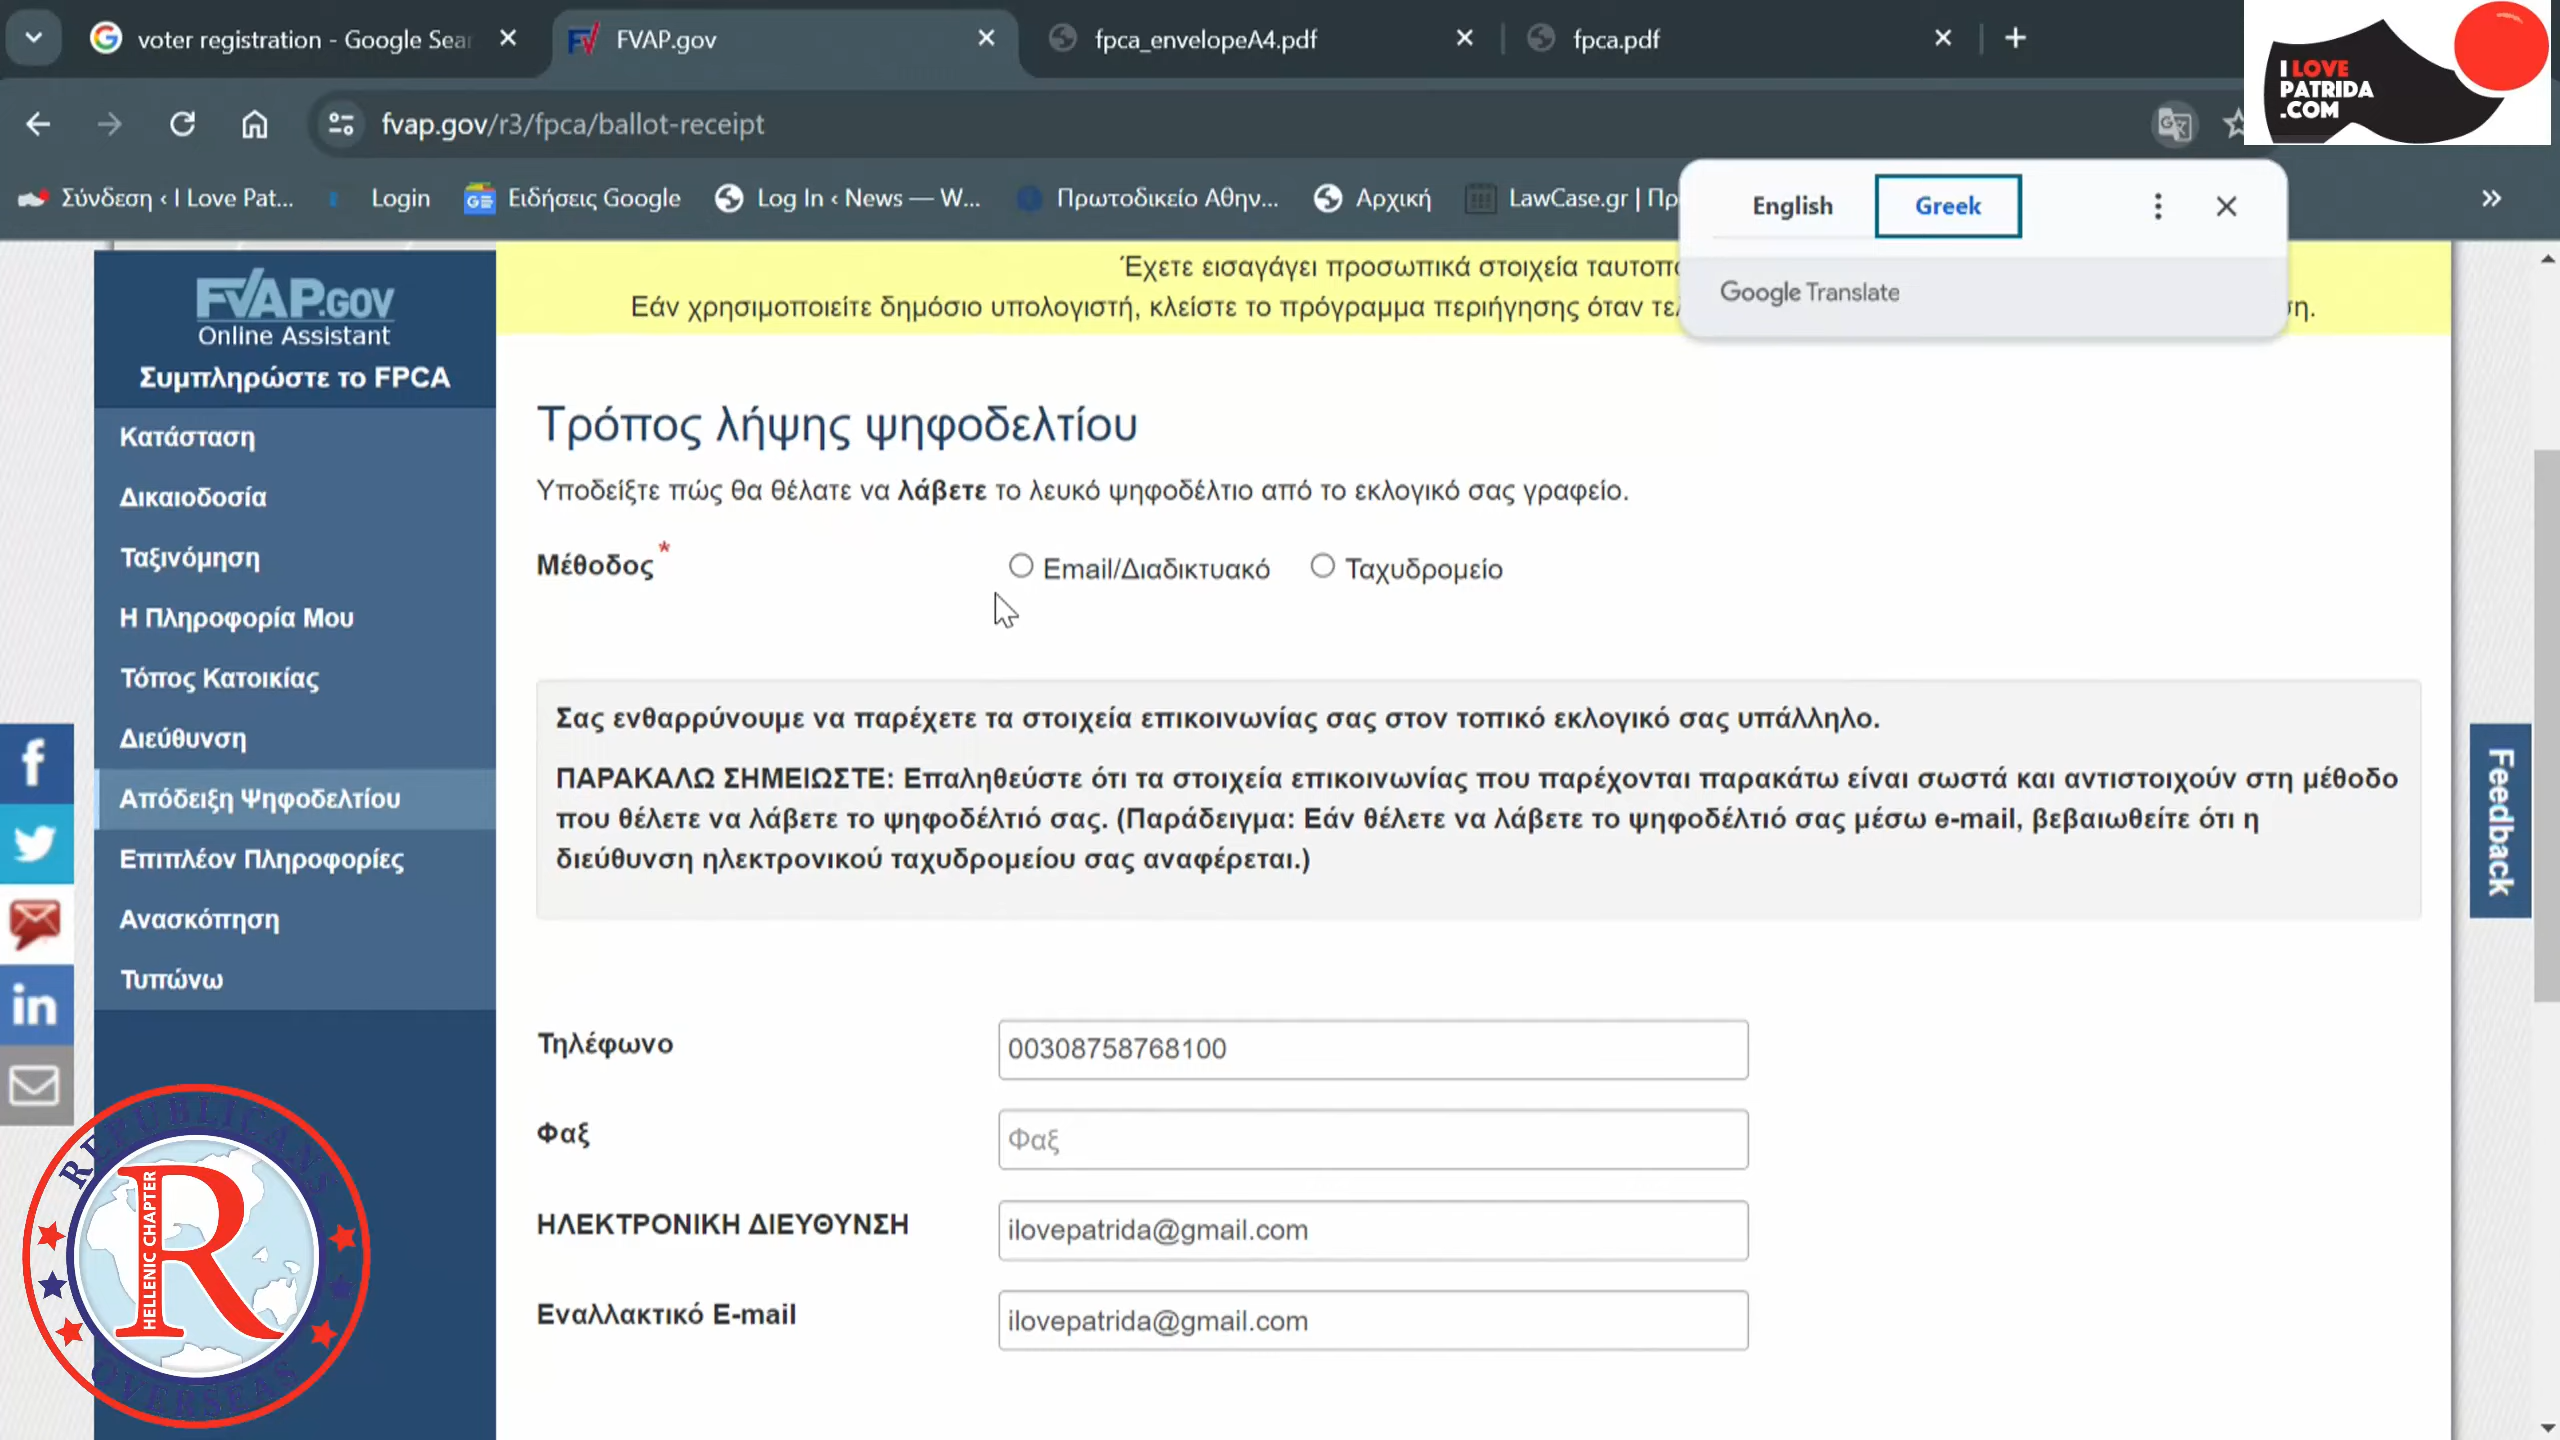 voter registration - Google Sear
FVAP.gov
fpca_envelopeA4.pdf
fpca.pdf
I LOVE
PATRIDA
.COM
fvap.gov/r3/fpca/ballot-receipt
Σύνδεση ‹ I Love Pat...
Login
Ειδήσεις Google
Log In ‹ News — W...
Πρωτοδικείο Αθην...
Αρχική
LawCase.gr | Πρ
English
Greek
Google Translate
FVAP.GOV
Online Assistant
Συμπληρώστε το FPCA
Κατάσταση
Δικαιοδοσία
Ταξινόμηση
Η Πληροφορία Μου
Τόπος Κατοικίας
Διεύθυνση
Απόδειξη Ψηφοδελτίου
Επιπλέον Πληροφορίες
Ανασκόπηση
Τυπώνω
Έχετε εισαγάγει προσωπικά στοιχεία
Εάν χρησιμοποιείτε δημόσιο υπολογιστή, κλείστε το πρόγραμμα περιήγησης όταν
Τρόπος λήψης ψηφοδελτίου
Υποδείξτε πώς θα θέλατε να λάβετε το λευκό ψηφοδέλτιο από το εκλογικό σας γραφείο.
Μέθοδος * Email/Διαδικτυακό Ταχυδρομείο
Σας ενθαρρύνουμε να παρέχετε τα στοιχεία επικοινωνίας σας στον τοπικό εκλογικό σας υπάλληλο.
ΠΑΡΑΚΑΛΩ ΣΗΜΕΙΩΣΤΕ: Επαληθεύστε ότι τα στοιχεία επικοινωνίας που παρέχονται παρακάτω είναι σωστά και αντιστοιχούν στη μέθοδο
που θέλετε να λάβετε το ψηφοδέλτιό σας. (Παράδειγμα: Εάν θέλετε να λάβετε το ψηφοδέλτιό σας μέσω e-mail, βεβαιωθείτε ότι η
διεύθυνση ηλεκτρονικού ταχυδρομείου σας αναφέρεται.)
Τηλέφωνο 00308758768100
Φαξ Φαξ
ΗΛΕΚΤΡΟΝΙΚΗ ΔΙΕΥΘΥΝΣΗ ilovepatrida@gmail.com
Εναλλακτικό E-mail ilovepatrida@gmail.com
Feedback
REPUBLICANS
R
HELLENIC CHAPTER
OVERSEAS